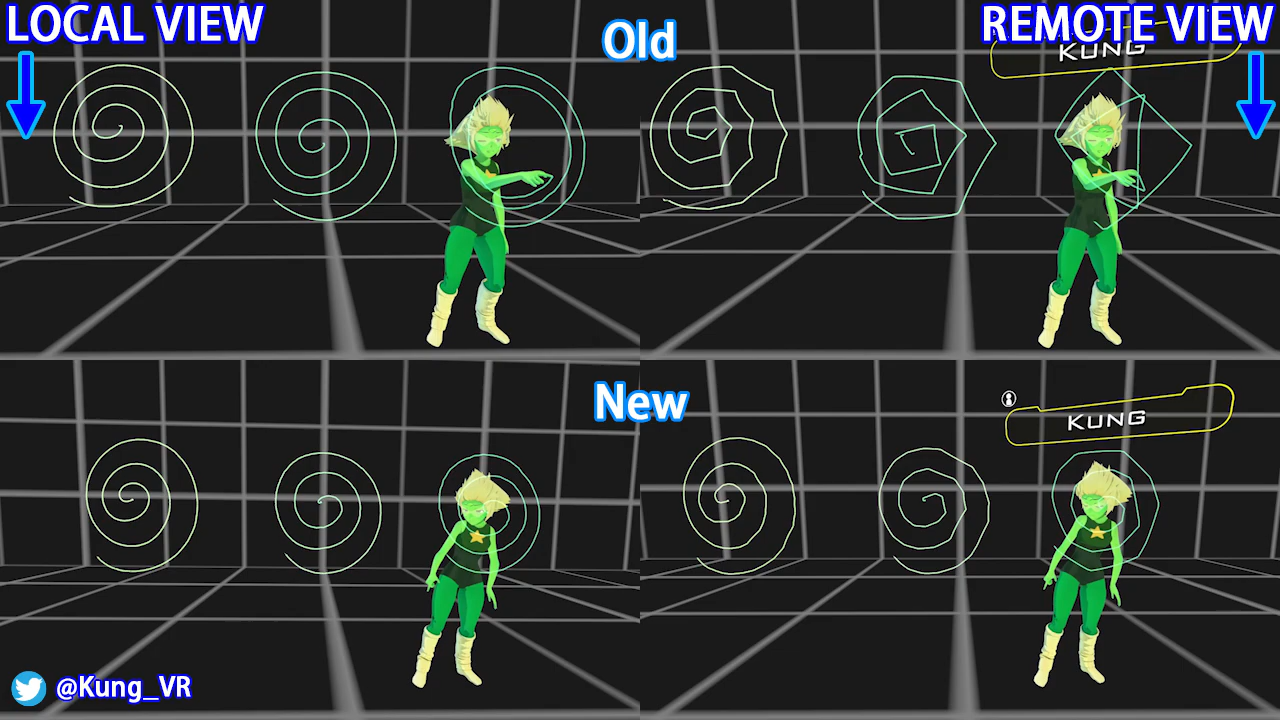 LOCAL VIEW
Old
REMOTE VIEW
KUNG
New
KUNG
@Kung_VR